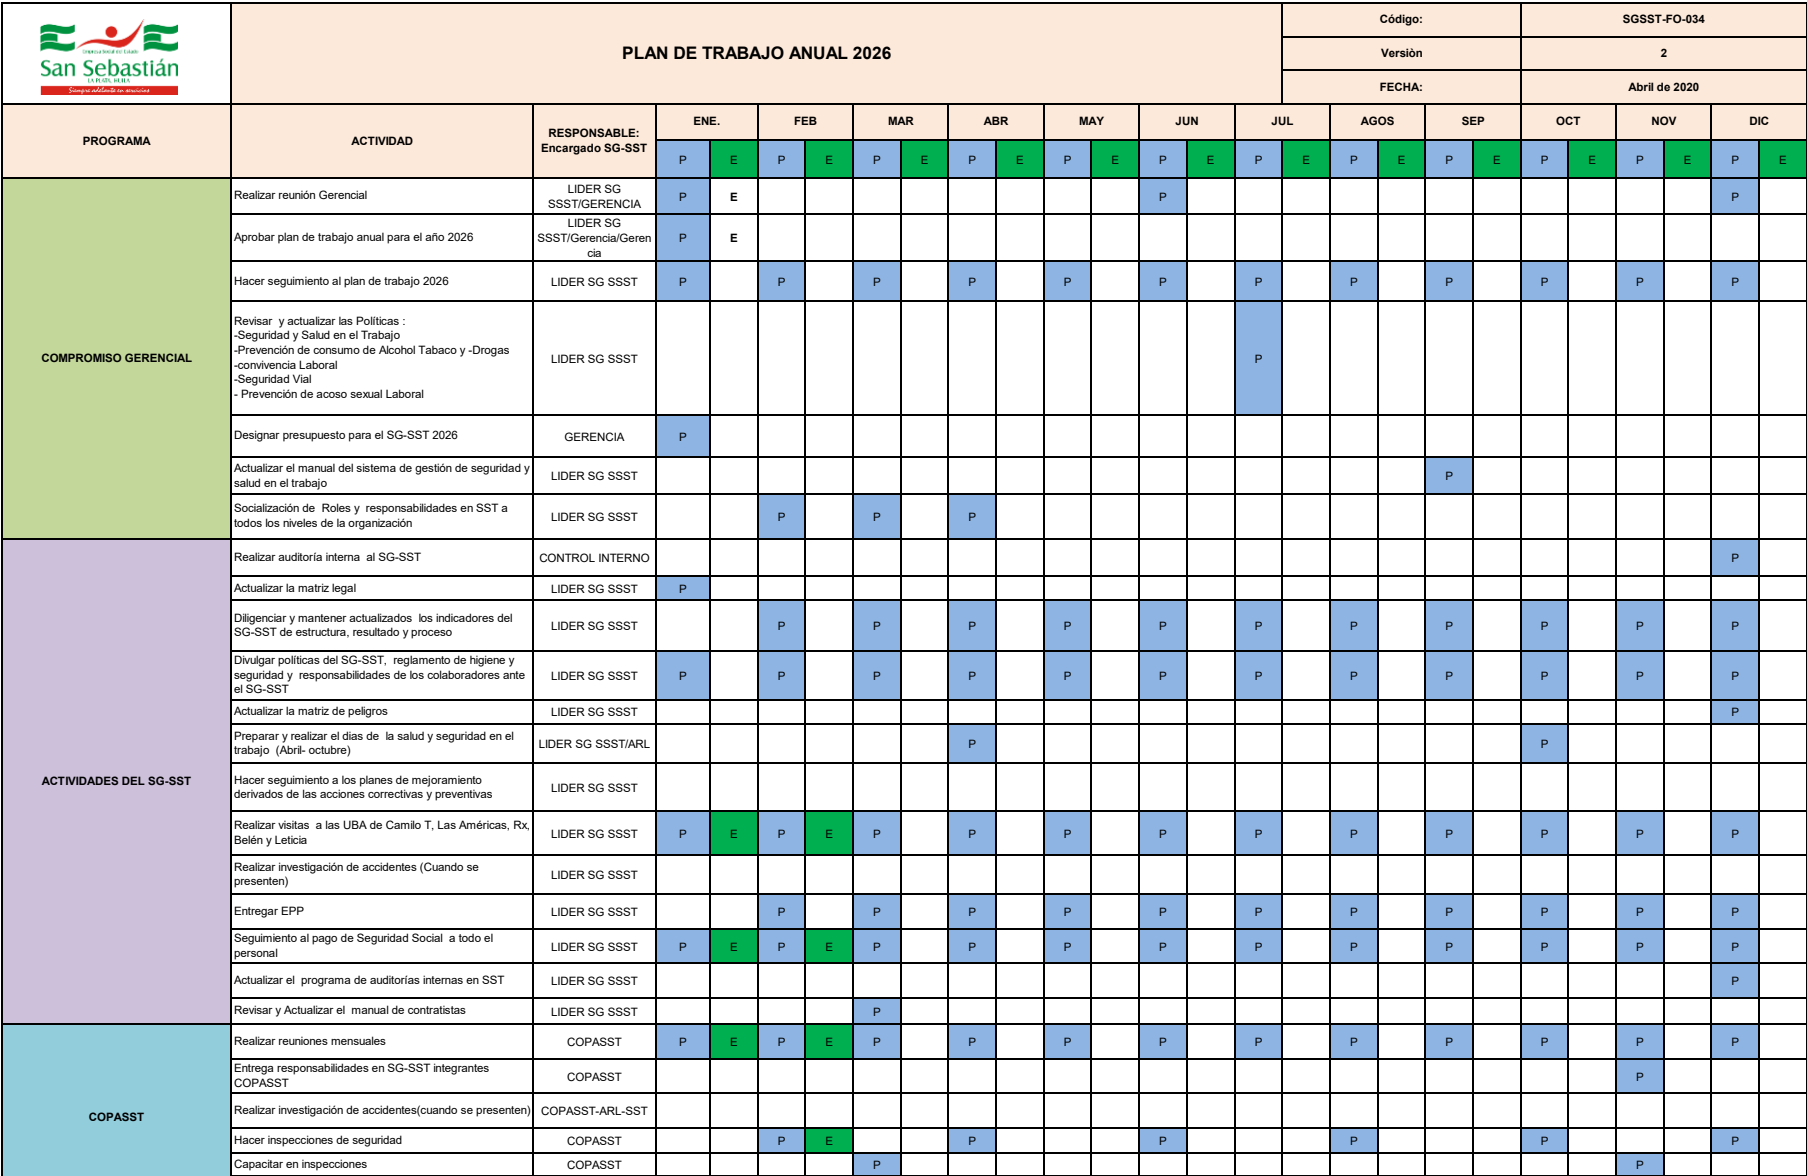 Empresa Social del Estado
San Sebastián
LA PLATA HUILA
Siempre adelante en servicios
PLAN DE TRABAJO ANUAL 2026
Código:
SGSST-FO-034
Versiòn
2
FECHA:
Abril de 2020
PROGRAMA
ACTIVIDAD
RESPONSABLE:
Encargado SG-SST
ENE. FEB MAR ABR MAY JUN JUL AGOS SEP OCT NOV DIC
P E P E P E P E P E P E P E P E P E P E P E P E
COMPROMISO GERENCIAL
Realizar reunión Gerencial
LIDER SG
SSST/GERENCIA
P E P P
Aprobar plan de trabajo anual para el año 2026
LIDER SG
SSST/Gerencia/Geren
cia
P E
Hacer seguimiento al plan de trabajo 2026
LIDER SG SSST
P P P P P P P P P P P P
Revisar y actualizar las Políticas :
-Seguridad y Salud en el Trabajo
-Prevención de consumo de Alcohol Tabaco y -Drogas
-convivencia Laboral
-Seguridad Vial
- Prevención de acoso sexual Laboral
LIDER SG SSST
P
Designar presupuesto para el SG-SST 2026
GERENCIA
P
Actualizar el manual del sistema de gestión de seguridad y
salud en el trabajo
LIDER SG SSST
P
Socialización de Roles y responsabilidades en SST a
todos los niveles de la organización
LIDER SG SSST
P P P
ACTIVIDADES DEL SG-SST
Realizar auditoría interna al SG-SST
CONTROL INTERNO
P
Actualizar la matriz legal
LIDER SG SSST
P
Diligenciar y mantener actualizados los indicadores del
SG-SST de estructura, resultado y proceso
LIDER SG SSST
P P P P P P P P P P P
Divulgar políticas del SG-SST, reglamento de higiene y
seguridad y responsabilidades de los colaboradores ante
el SG-SST
LIDER SG SSST
P P P P P P P P P P P P
Actualizar la matriz de peligros
LIDER SG SSST
P
Preparar y realizar el dias de la salud y seguridad en el
trabajo (Abril- octubre)
LIDER SG SSST/ARL
P P
Hacer seguimiento a los planes de mejoramiento
derivados de las acciones correctivas y preventivas
LIDER SG SSST
Realizar visitas a las UBA de Camilo T, Las Américas, Rx,
Belén y Leticia
LIDER SG SSST
P E P E P P P P P P P P P P
Realizar investigación de accidentes (Cuando se
presenten)
LIDER SG SSST
Entregar EPP
LIDER SG SSST
P P P P P P P P P P P
Seguimiento al pago de Seguridad Social a todo el
personal
LIDER SG SSST
P E P E P P P P P P P P P P
Actualizar el programa de auditorías internas en SST
LIDER SG SSST
P
Revisar y Actualizar el manual de contratistas
LIDER SG SSST
P
COPASST
Realizar reuniones mensuales
COPASST
P E P E P P P P P P P P P P
Entrega responsabilidades en SG-SST integrantes
COPASST
COPASST
P
Realizar investigación de accidentes(cuando se presenten)
COPASST-ARL-SST
Hacer inspecciones de seguridad
COPASST
P E P P P P P
Capacitar en inspecciones
COPASST
P P